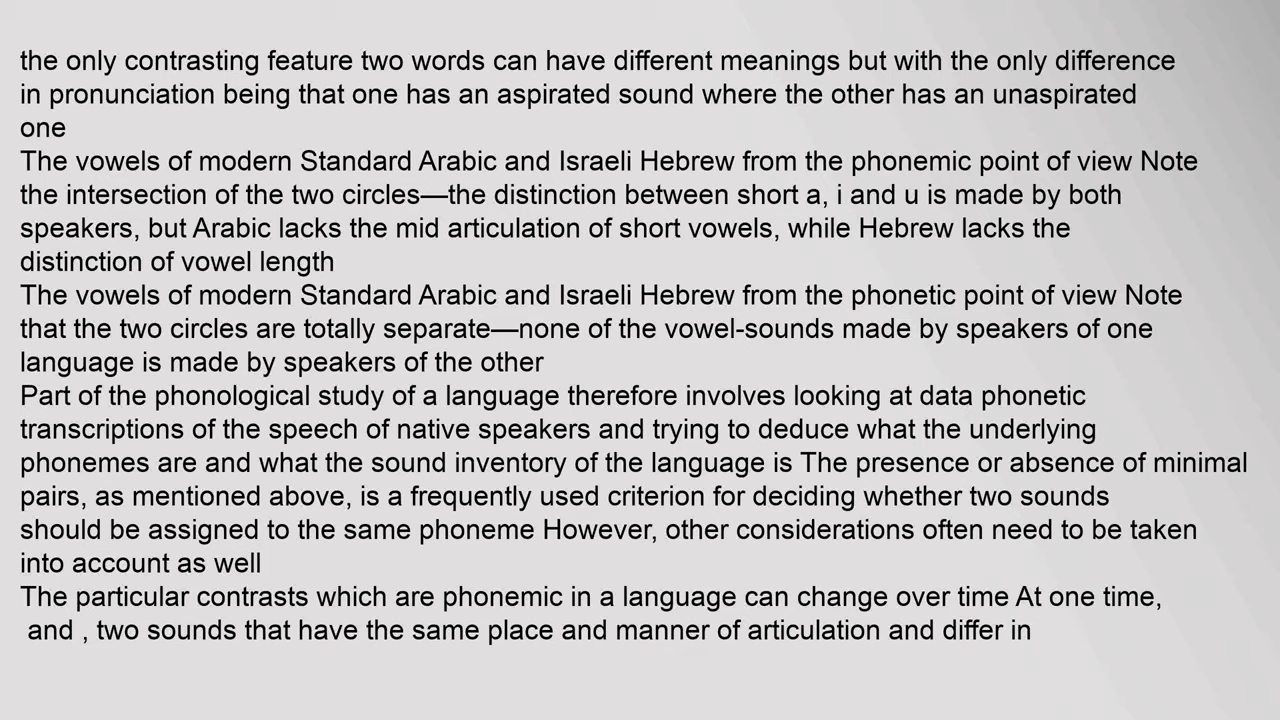 the only contrasting feature two words can have different meanings but with the only difference
in pronunciation being that one has an aspirated sound where the other has an unaspirated
one
The vowels of modern Standard Arabic and Israeli Hebrew from the phonemic point of view Note
the intersection of the two circles—the distinction between short a, i and u is made by both
speakers, but Arabic lacks the mid articulation of short vowels, while Hebrew lacks the
distinction of vowel length
The vowels of modern Standard Arabic and Israeli Hebrew from the phonetic point of view Note
that the two circles are totally separate—none of the vowel-sounds made by speakers of one
language is made by speakers of the other
Part of the phonological study of a language therefore involves looking at data phonetic
transcriptions of the speech of native speakers and trying to deduce what the underlying
phonemes are and what the sound inventory of the language is The presence or absence of minimal
pairs, as mentioned above, is a frequently used criterion for deciding whether two sounds
should be assigned to the same phoneme However, other considerations often need to be taken
into account as well
The particular contrasts which are phonemic in a language can change over time At one time,
and , two sounds that have the same place and manner of articulation and differ in